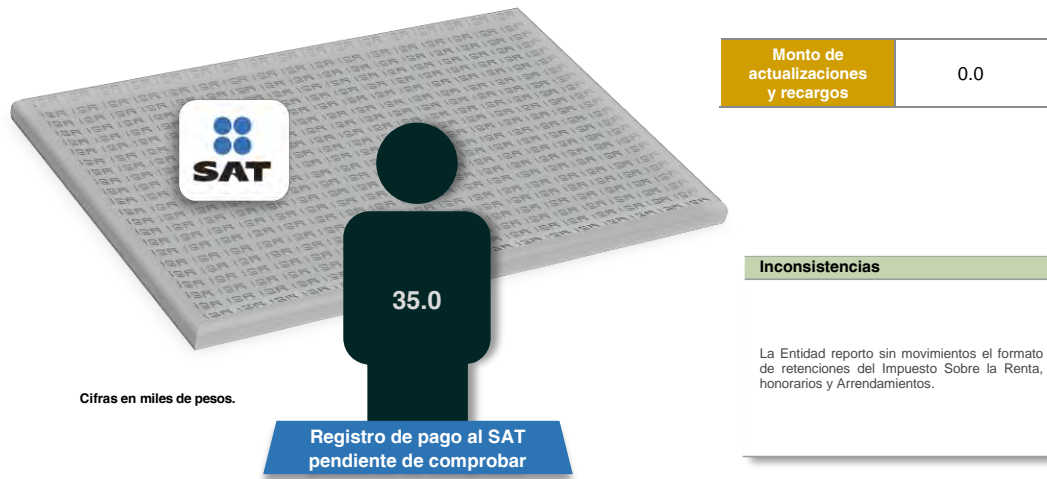 Monto de
actualizaciones
y recargos
0.0
SAT
35.0
Inconsistencias
La Entidad reporto sin movimientos el formato
de retenciones del Impuesto Sobre la Renta,
honorarios y Arrendamientos.
Cifras en miles de pesos.
Registro de pago al SAT
pendiente de comprobar